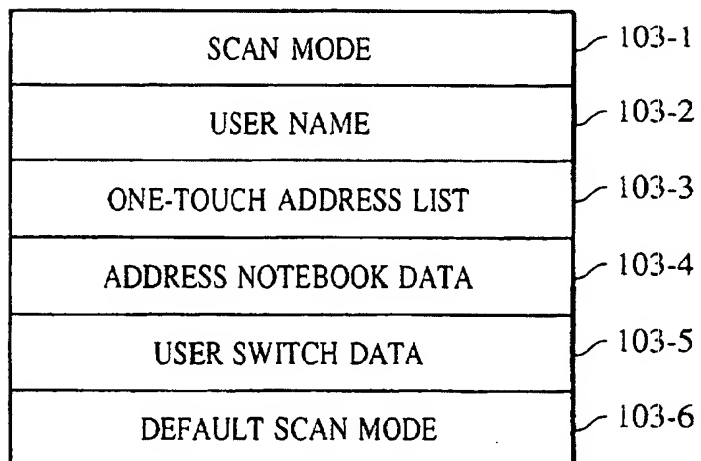 SCAN MODE 103-1
USER NAME 103-2
ONE-TOUCH ADDRESS LIST 103-3
ADDRESS NOTEBOOK DATA 103-4
USER SWITCH DATA 103-5
DEFAULT SCAN MODE 103-6